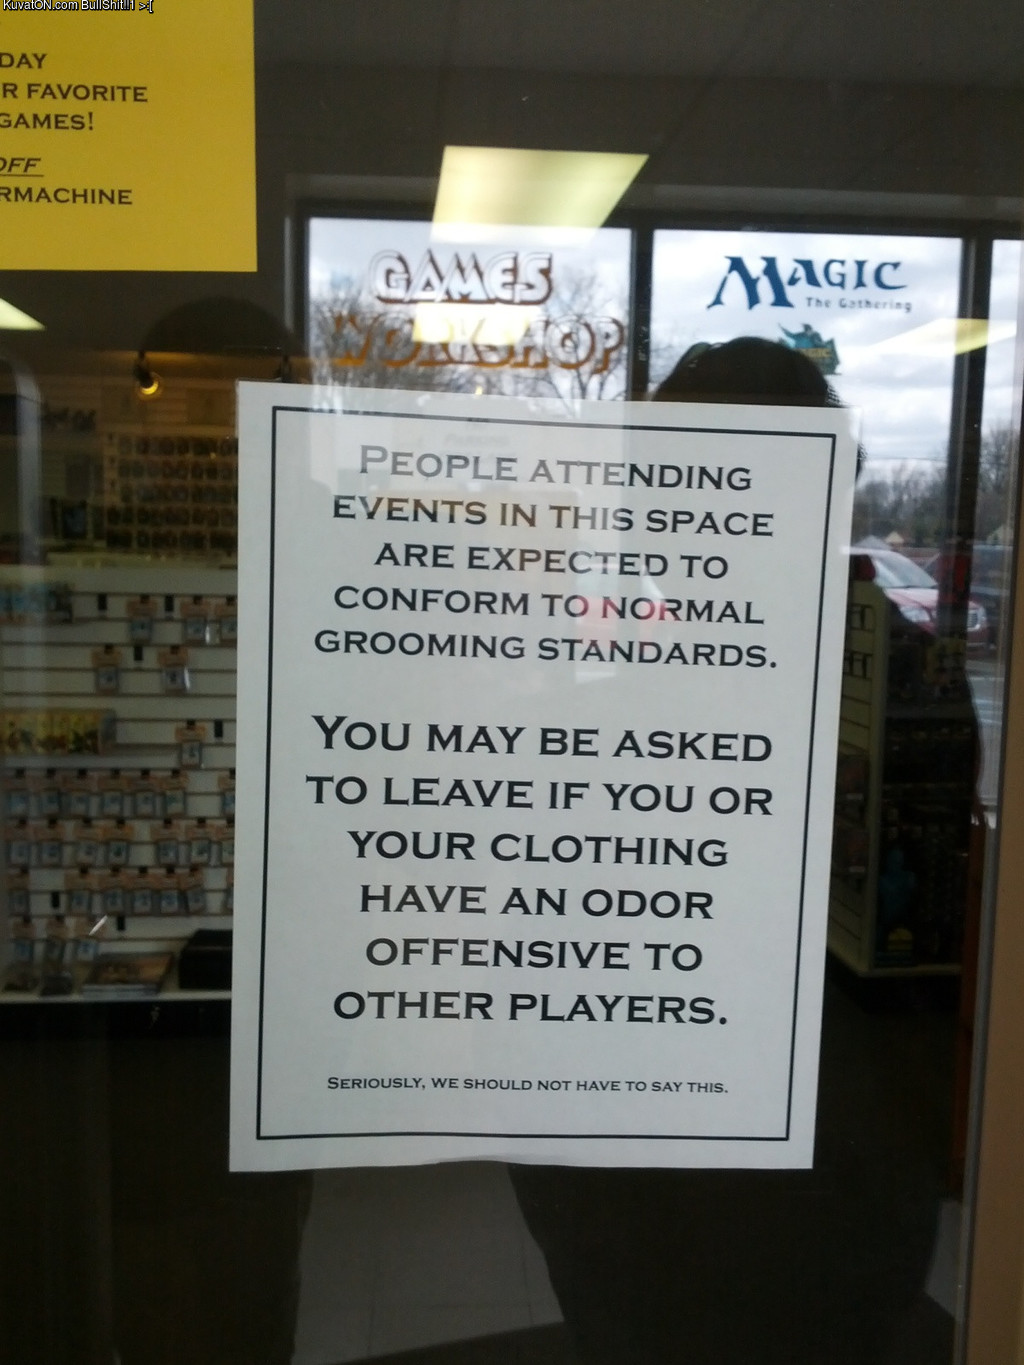 KuvatON.com BullShit!!1 >:[
DAY
R FAVORITE
GAMES!
OFF
RMACHINE
GAMES
WORKSHOP
MAGIC
The Gathering
PEOPLE ATTENDING
EVENTS IN THIS SPACE
ARE EXPECTED TO
CONFORM TO NORMAL
GROOMING STANDARDS.
YOU MAY BE ASKED
TO LEAVE IF YOU OR
YOUR CLOTHING
HAVE AN ODOR
OFFENSIVE TO
OTHER PLAYERS.
SERIOUSLY, WE SHOULD NOT HAVE TO SAY THIS.